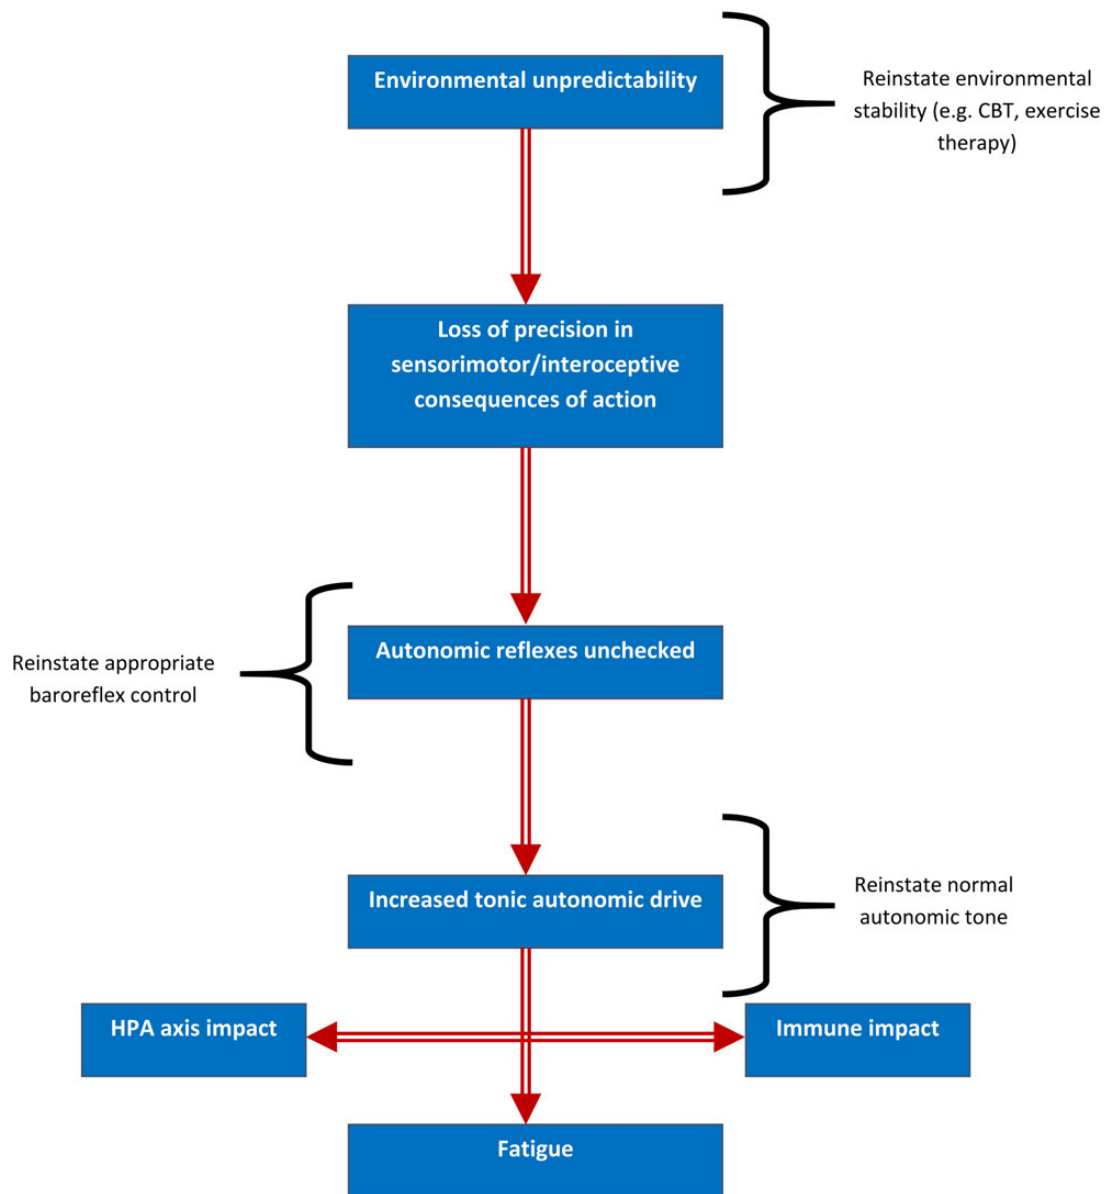 Environmental unpredictability
Reinstate environmental
stability (e.g. CBT, exercise
therapy)
Loss of precision in
sensorimotor/interoceptive
consequences of action
Reinstate appropriate
baroreflex control
Autonomic reflexes unchecked
Increased tonic autonomic drive
Reinstate normal
autonomic tone
HPA axis impact
Immune impact
Fatigue